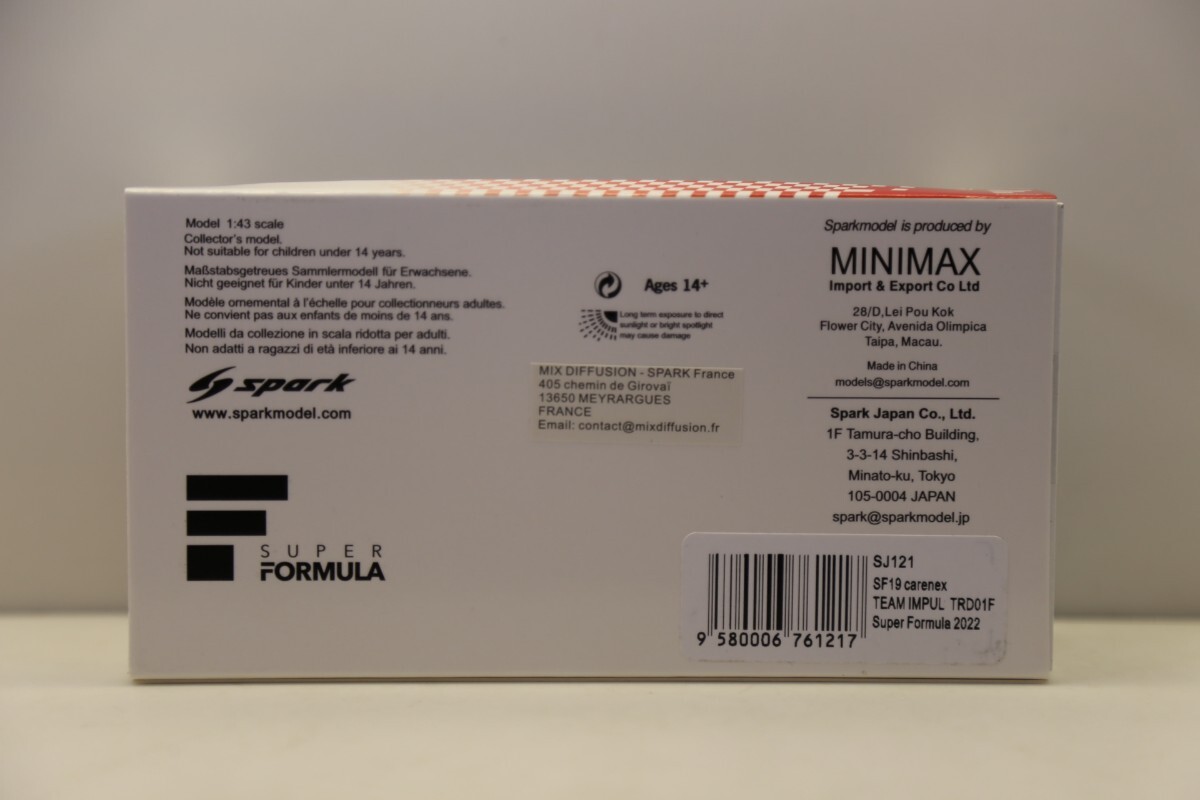 Model 1:43 scale
Collector's model.
Not suitable for children under 14 years.
Maßstabsgetreues Sammlermodell für Erwachsene.
Nicht geeignet für Kinder unter 14 Jahren.
Modèle ornemental à l'échelle pour collectionneurs adultes.
Ne convient pas aux enfants de moins de 14 ans.
Modelli da collezione in scala ridotta per adulti.
Non adatti a ragazzi di età inferiore ai 14 anni.
spark
www.sparkmodel.com
SUPER
FORMULA
Ages 14+
Long term exposure to direct
sunlight or bright spotlight
may cause damage
MIX DIFFUSION - SPARK France
405 chemin de Girovaï
13650 MEYRARGUES
FRANCE
Email: contact@mixdiffusion.fr
Sparkmodel is produced by
MINIMAX
Import & Export Co Ltd
28/D,Lei Pou Kok
Flower City, Avenida Olimpica
Taipa, Macau.
Made in China
models@sparkmodel.com
Spark Japan Co., Ltd.
1F Tamura-cho Building,
3-3-14 Shinbashi,
Minato-ku, Tokyo
105-0004 JAPAN
spark@sparkmodel.jp
SJ121
SF19 carenex
TEAM IMPUL TRD01F
Super Formula 2022
9 580006 761217